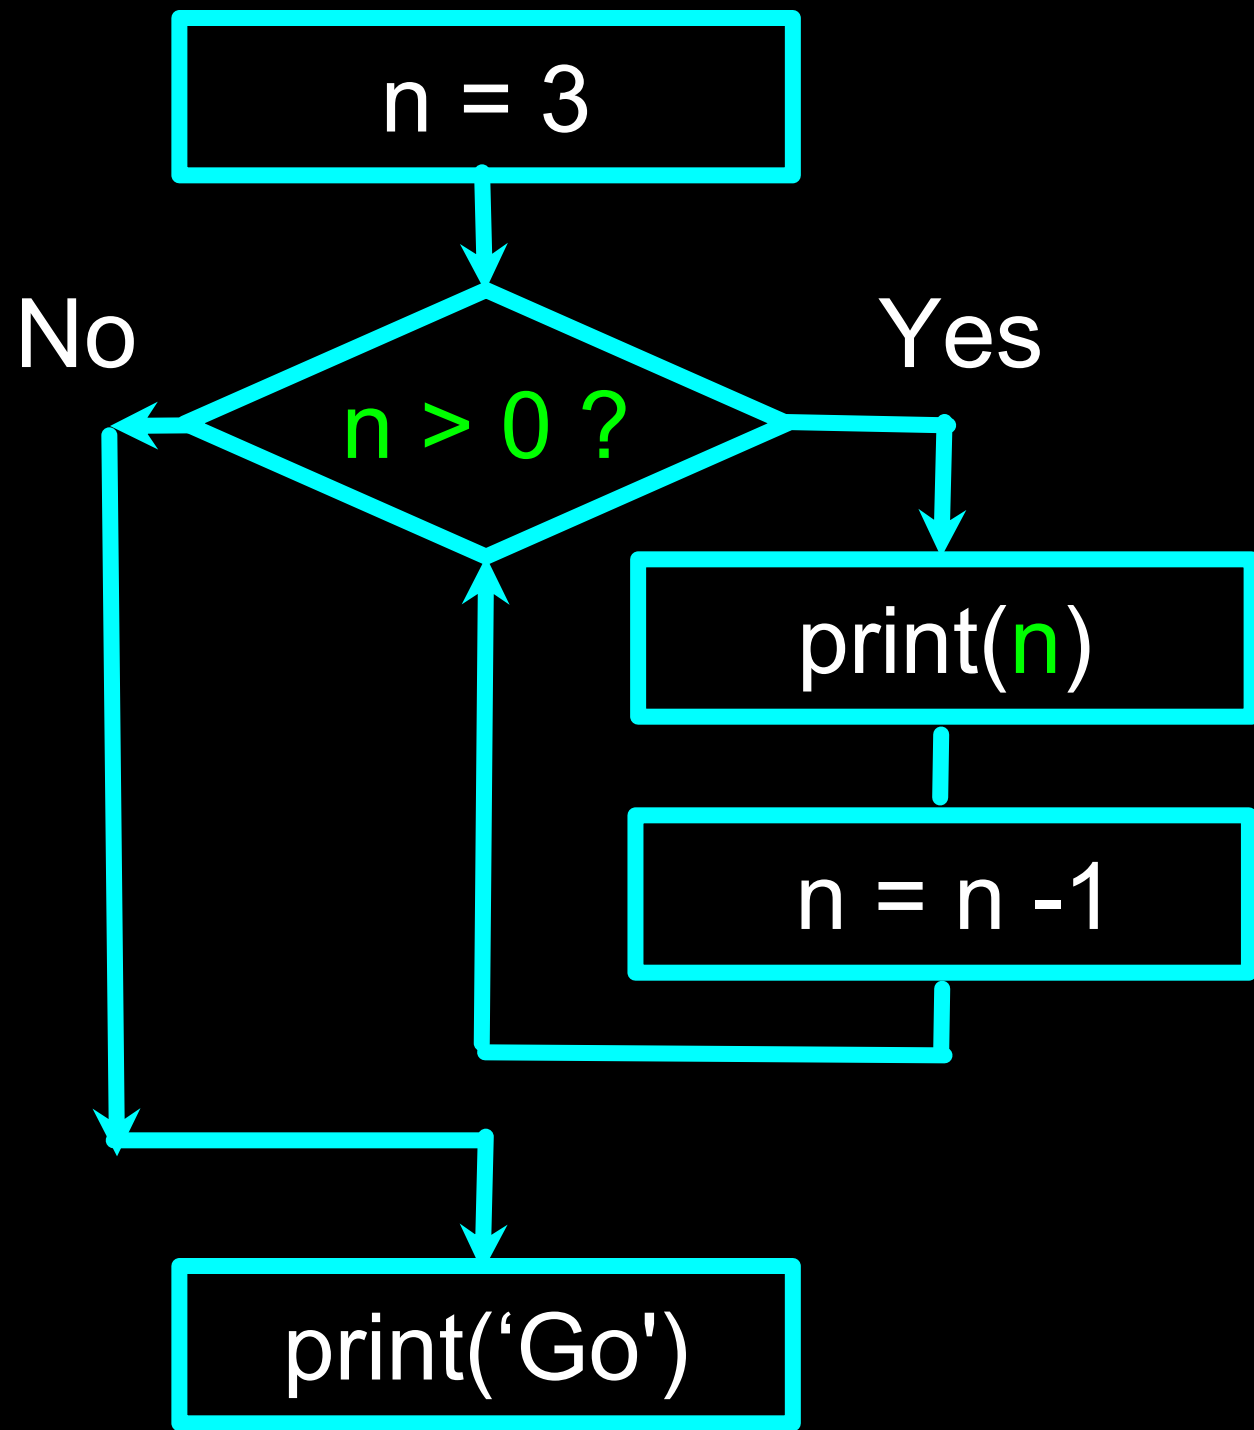 n = 3
No
Yes
n > 0 ?
print(n)
n = n -1
print(‘Go')